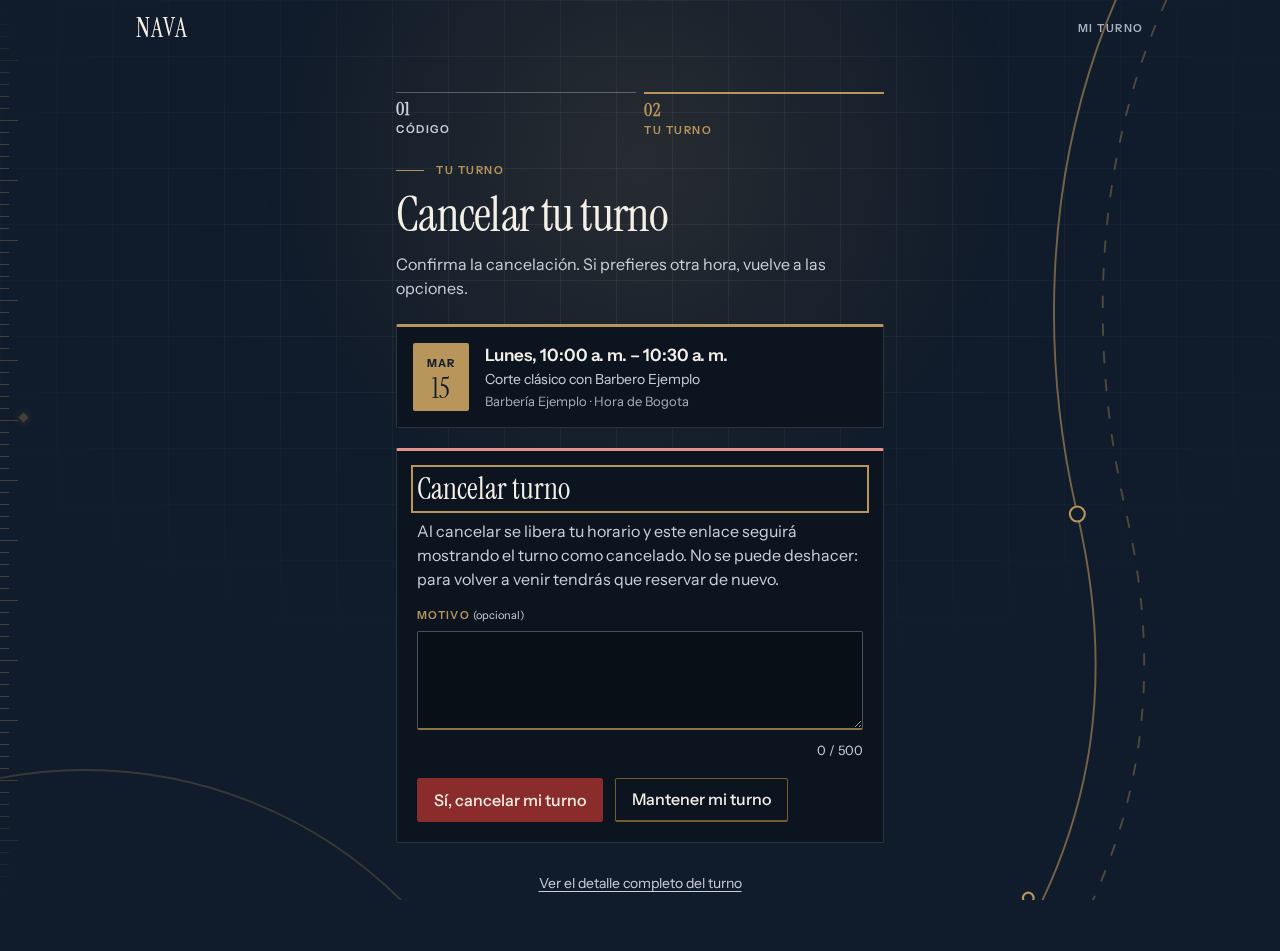 NAVA
MI TURNO
01
CÓDIGO
02
TU TURNO
TU TURNO
Cancelar tu turno
Confirma la cancelación. Si prefieres otra hora, vuelve a las
opciones.
MAR
15
Lunes, 10:00 a. m. – 10:30 a. m.
Corte clásico con Barbero Ejemplo
Barbería Ejemplo · Hora de Bogota
Cancelar turno
Al cancelar se libera tu horario y este enlace seguirá
mostrando el turno como cancelado. No se puede deshacer:
para volver a venir tendrás que reservar de nuevo.
MOTIVO (opcional)
0 / 500
Sí, cancelar mi turno
Mantener mi turno
Ver el detalle completo del turno